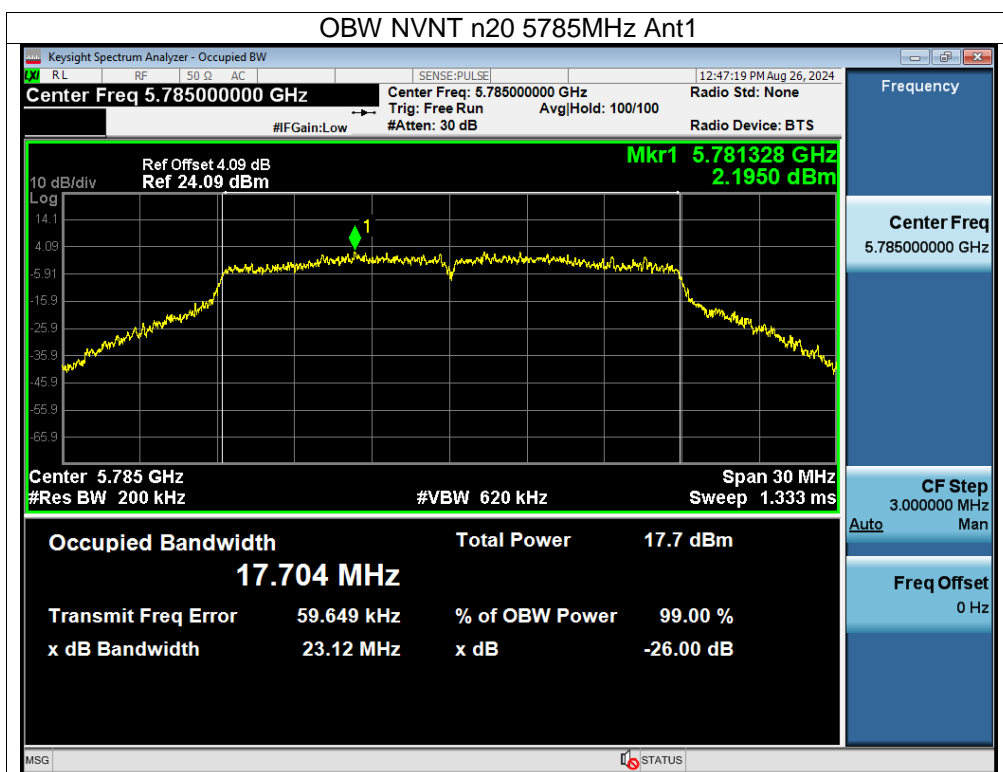 OBW NVNT n20 5785MHz Ant1
Keysight Spectrum Analyzer - Occupied BW
LXI RL RF 50 Ω AC SENSE:PULSE 12:47:19 PM Aug 26, 2024
Center Freq 5.785000000 GHz
Center Freq: 5.785000000 GHz
Radio Std: None
Trig: Free Run Avg|Hold: 100/100
#IFGain:Low #Atten: 30 dB Radio Device: BTS
Frequency
Mkr1 5.781328 GHz
2.1950 dBm
Ref Offset 4.09 dB
10 dB/div Ref 24.09 dBm
Log
14.1
4.09
-5.91
-15.9
-25.9
-35.9
-45.9
-55.9
-65.9
1
Center 5.785 GHz Span 30 MHz
#Res BW 200 kHz #VBW 620 kHz Sweep 1.333 ms
Center Freq
5.785000000 GHz
CF Step
3.000000 MHz
Auto Man
Freq Offset
0 Hz
Occupied Bandwidth Total Power 17.7 dBm
17.704 MHz
Transmit Freq Error 59.649 kHz % of OBW Power 99.00 %
x dB Bandwidth 23.12 MHz x dB -26.00 dB
MSG STATUS